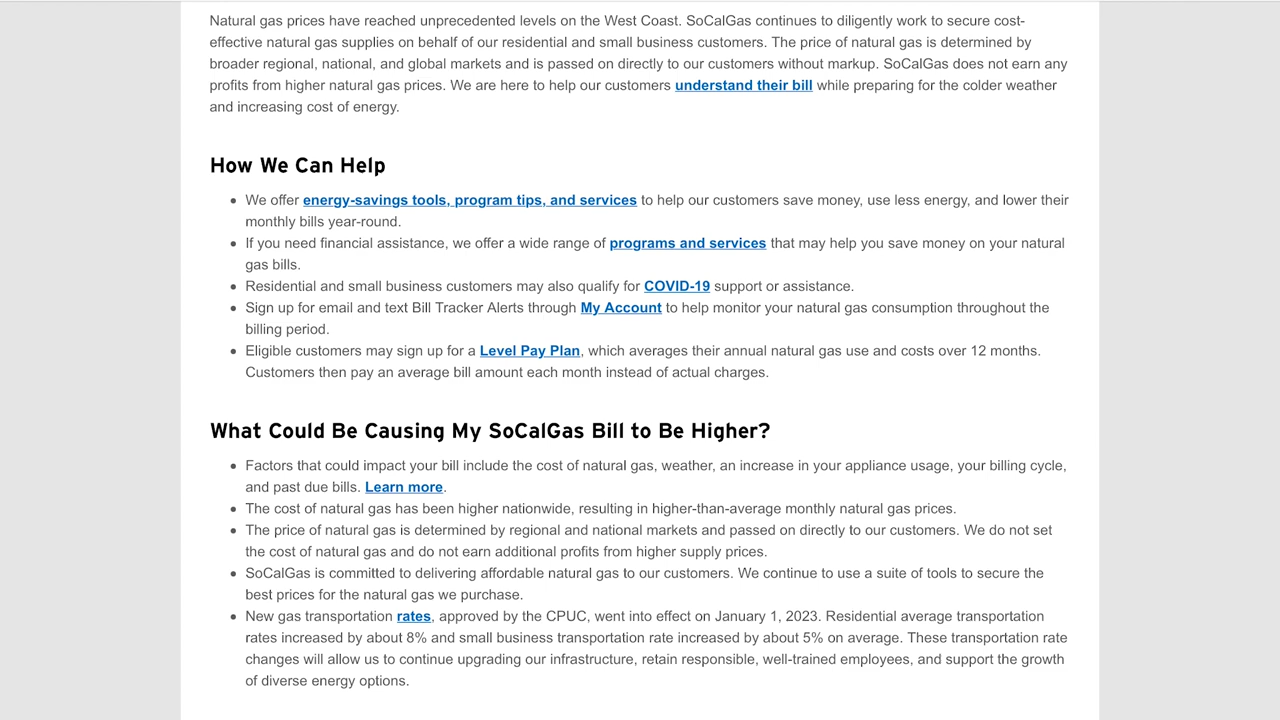 Natural gas prices have reached unprecedented levels on the West Coast. SoCalGas continues to diligently work to secure cost-
effective natural gas supplies on behalf of our residential and small business customers. The price of natural gas is determined by
broader regional, national, and global markets and is passed on directly to our customers without markup. SoCalGas does not earn any
profits from higher natural gas prices. We are here to help our customers understand their bill while preparing for the colder weather
and increasing cost of energy.
How We Can Help
• We offer energy-savings tools, program tips, and services to help our customers save money, use less energy, and lower their
monthly bills year-round.
• If you need financial assistance, we offer a wide range of programs and services that may help you save money on your natural
gas bills.
• Residential and small business customers may also qualify for COVID-19 support or assistance.
• Sign up for email and text Bill Tracker Alerts through My Account to help monitor your natural gas consumption throughout the
billing period.
• Eligible customers may sign up for a Level Pay Plan, which averages their annual natural gas use and costs over 12 months.
Customers then pay an average bill amount each month instead of actual charges.
What Could Be Causing My SoCalGas Bill to Be Higher?
• Factors that could impact your bill include the cost of natural gas, weather, an increase in your appliance usage, your billing cycle,
and past due bills. Learn more.
• The cost of natural gas has been higher nationwide, resulting in higher-than-average monthly natural gas prices.
• The price of natural gas is determined by regional and national markets and passed on directly to our customers. We do not set
the cost of natural gas and do not earn additional profits from higher supply prices.
• SoCalGas is committed to delivering affordable natural gas to our customers. We continue to use a suite of tools to secure the
best prices for the natural gas we purchase.
• New gas transportation rates, approved by the CPUC, went into effect on January 1, 2023. Residential average transportation
rates increased by about 8% and small business transportation rate increased by about 5% on average. These transportation rate
changes will allow us to continue upgrading our infrastructure, retain responsible, well-trained employees, and support the growth
of diverse energy options.